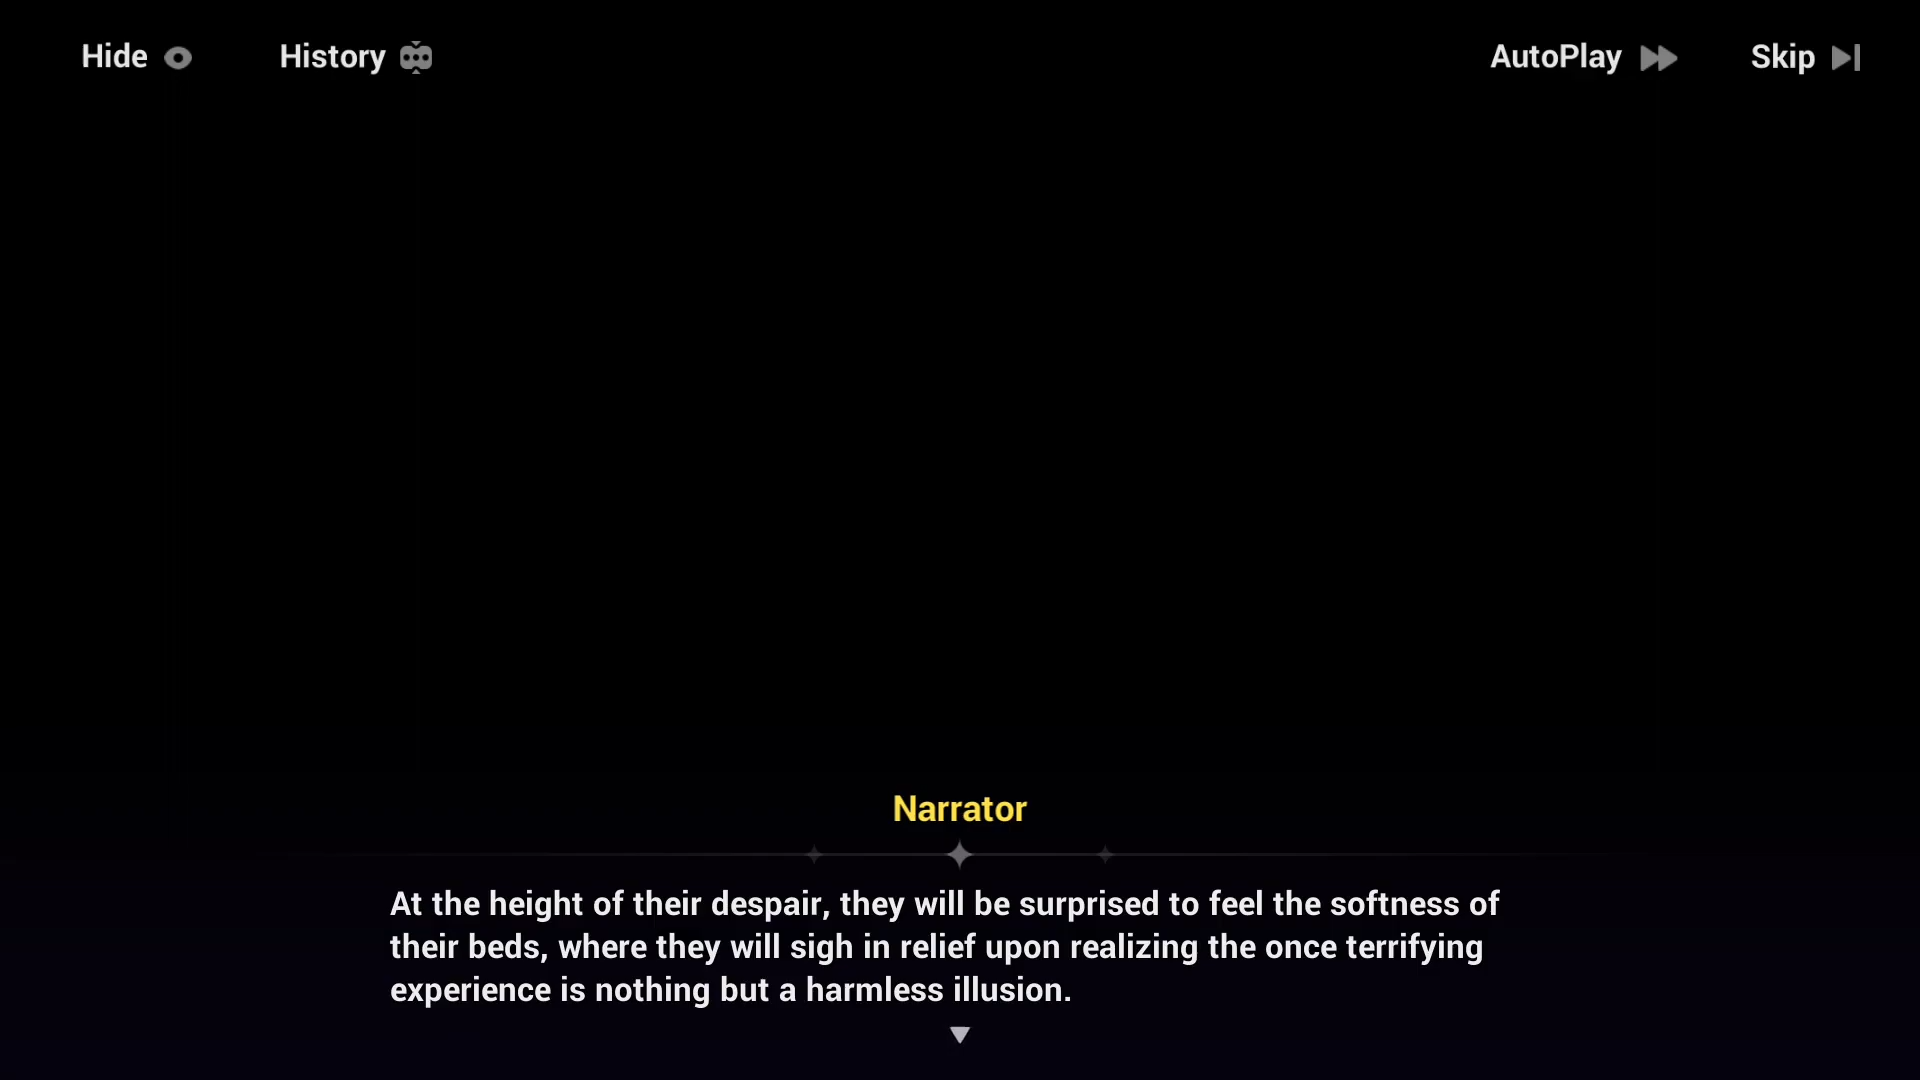 Hide
History
AutoPlay
Skip
Narrator
At the height of their despair, they will be surprised to feel the softness of
their beds, where they will sigh in relief upon realizing the once terrifying
experience is nothing but a harmless illusion.